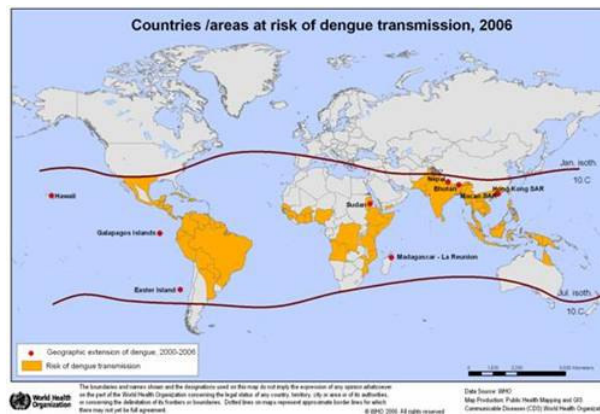 Countries /areas at risk of dengue transmission, 2006
Jan. isoth.
10.C
Nepal
Bhutan
Hong Kong SAR
Macao SAR
Hawaii
Sudan
Galapagos Islands
Madagascar - La Reunion
Easter Island
Jul. isoth.
10.C
Geographic extension of dengue, 2000-2006
Risk of dengue transmission
World Health
Organization
The boundaries and names shown and the designations used on this map do not imply the expression of any opinion whatsoever
on the part of the World Health Organization concerning the legal status of any country, territory, city or area or of its authorities,
or concerning the delimitation of its frontiers or boundaries. Dotted lines on maps represent approximate border lines for which
there may not yet be full agreement.
© WHO 2006. All rights reserved
Data Source: WHO
Map Production: Public Health Mapping and GIS
Communicable Diseases (CDS) World Health